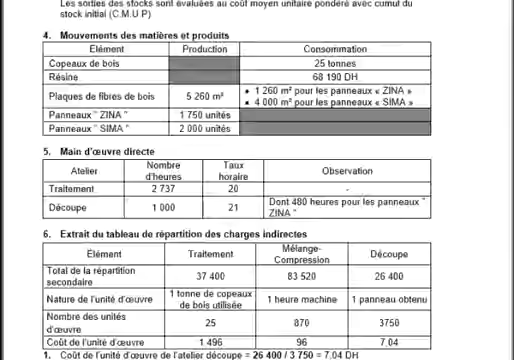 Les sorties des stocks sont évaluées au coût moyen unitaire pondéré avec cumul du
stock initial (C.M.U.P)
4. Mouvements des matières et produits
Elément Production Consommation
Copeaux de bois 25 tonnes
Résine 68 190 DH
Plaques de fibres de bois 5 260 m² • 1 260 m² pour les panneaux « ZINA »
• 4 000 m² pour les panneaux « SIMA »
Panneaux " ZINA " 1 750 unités
Panneaux " SIMA " 2 000 unités
5. Main d'œuvre directe
Atelier Nombre d'heures Taux horaire Observation
Traitement 2 737 20 -
Découpe 1 000 21 Dont 480 heures pour les panneaux "
ZINA "
6. Extrait du tableau de répartition des charges indirectes
Élément Traitement Mélange-Compression Découpe
Total de la répartition
secondaire 37 400 83 520 26 400
Nature de l'unité d'œuvre 1 tonne de copeaux
de bois utilisée 1 heure machine 1 panneau obtenu
Nombre des unités
d'œuvre 25 870 3750
Coût de l'unité d'œuvre 1 496 96 7,04
1. Coût de l'unité d'œuvre de l'atelier découpe = 26 400 / 3 750 = 7,04 DH